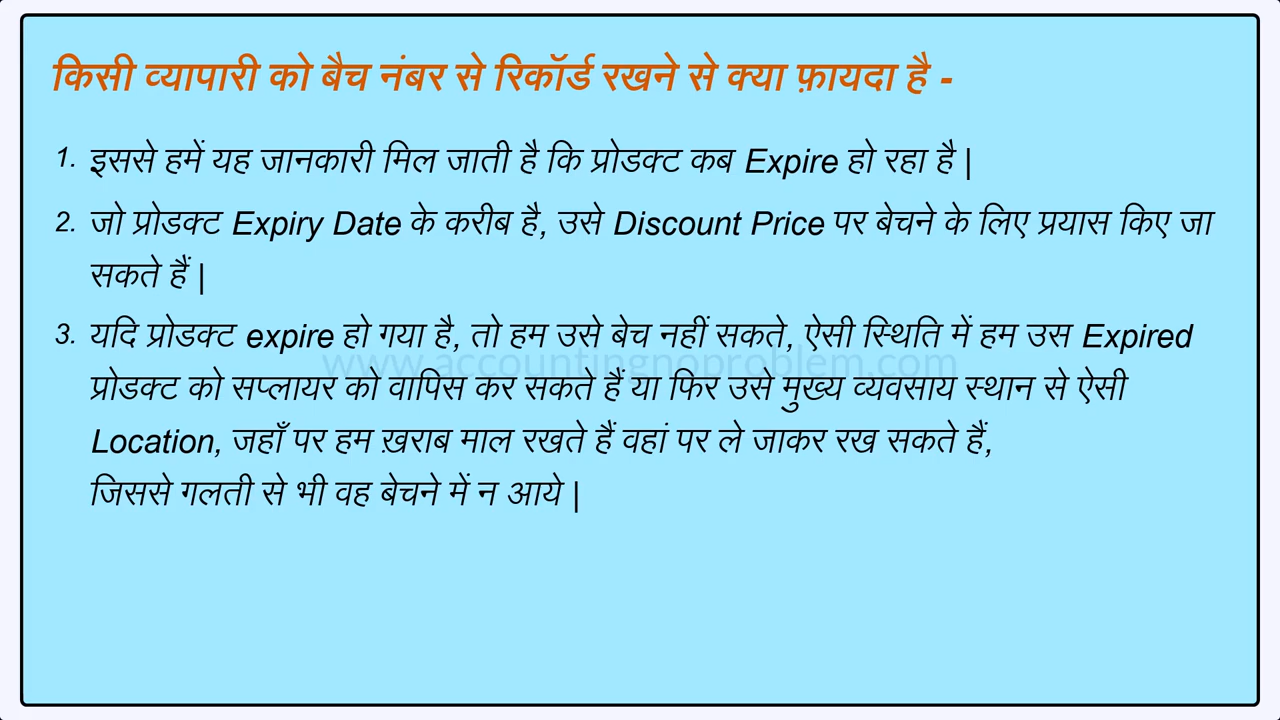 किसी व्यापारी को बैच नंबर से रिकॉर्ड रखने से क्या फ़ायदा है -
1. इससे हमें यह जानकारी मिल जाती है कि प्रोडक्ट कब Expire हो रहा है |
2. जो प्रोडक्ट Expiry Date के करीब है, उसे Discount Price पर बेचने के लिए प्रयास किए जा
सकते हैं |
3. यदि प्रोडक्ट expire हो गया है, तो हम उसे बेच नहीं सकते, ऐसी स्थिति में हम उस Expired
www.accountingnoproblem.com
प्रोडक्ट को सप्लायर को वापिस कर सकते हैं या फिर उसे मुख्य व्यवसाय स्थान से ऐसी
Location, जहाँ पर हम ख़राब माल रखते हैं वहां पर ले जाकर रख सकते हैं,
जिससे गलती से भी वह बेचने में न आये |